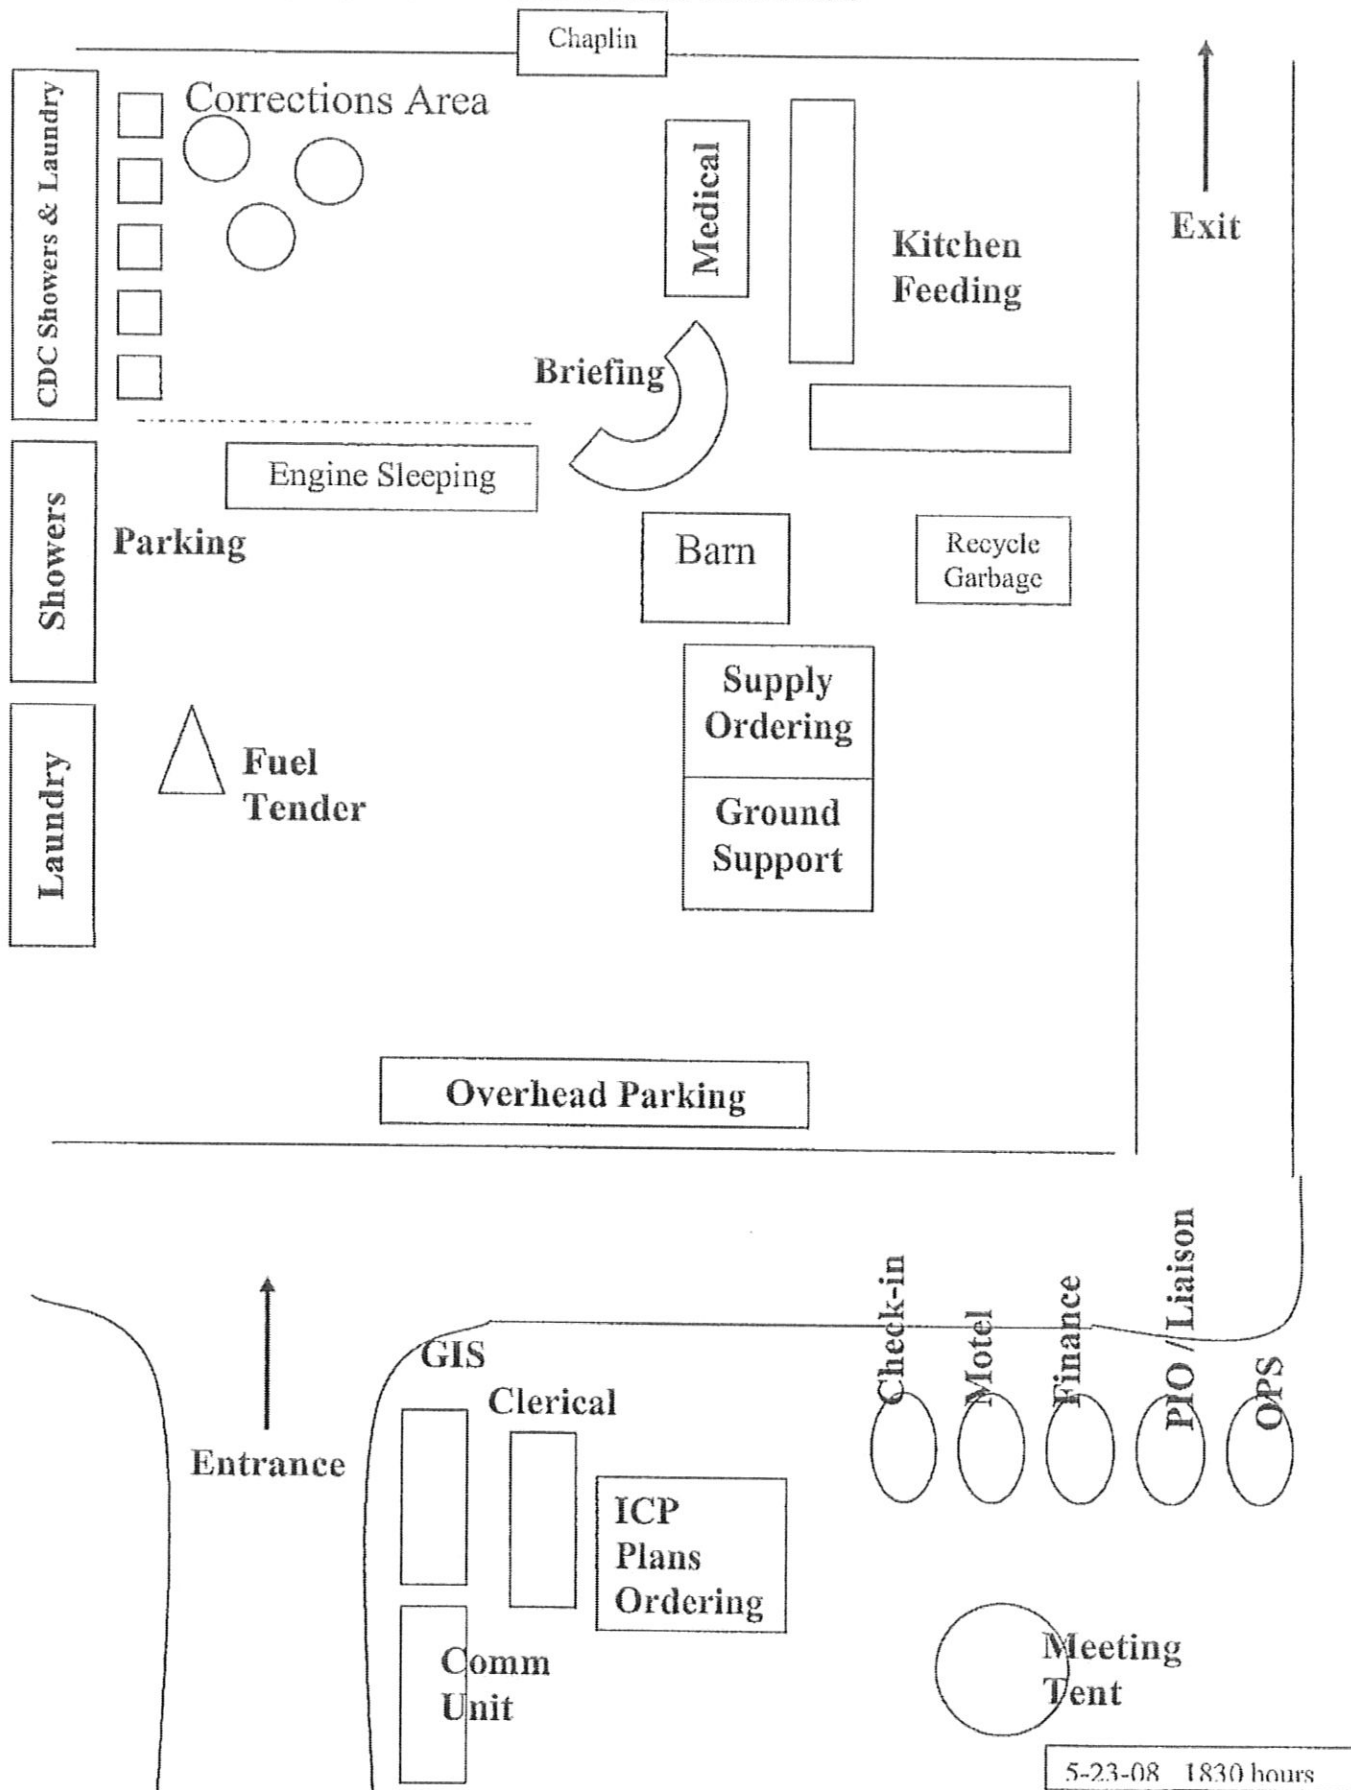 Chaplin
Corrections Area
CDC Showers & Laundry
Medical
Kitchen
Feeding
Exit
Briefing
Engine Sleeping
Showers
Parking
Barn
Recycle
Garbage
Supply
Ordering
Laundry
Fuel
Tender
Ground
Support
Overhead Parking
Check-in
Motel
Finance
PIO / Liaison
OPS
GIS
Clerical
Entrance
ICP
Plans
Ordering
Comm
Unit
Meeting
Tent
5-23-08 1830 hours